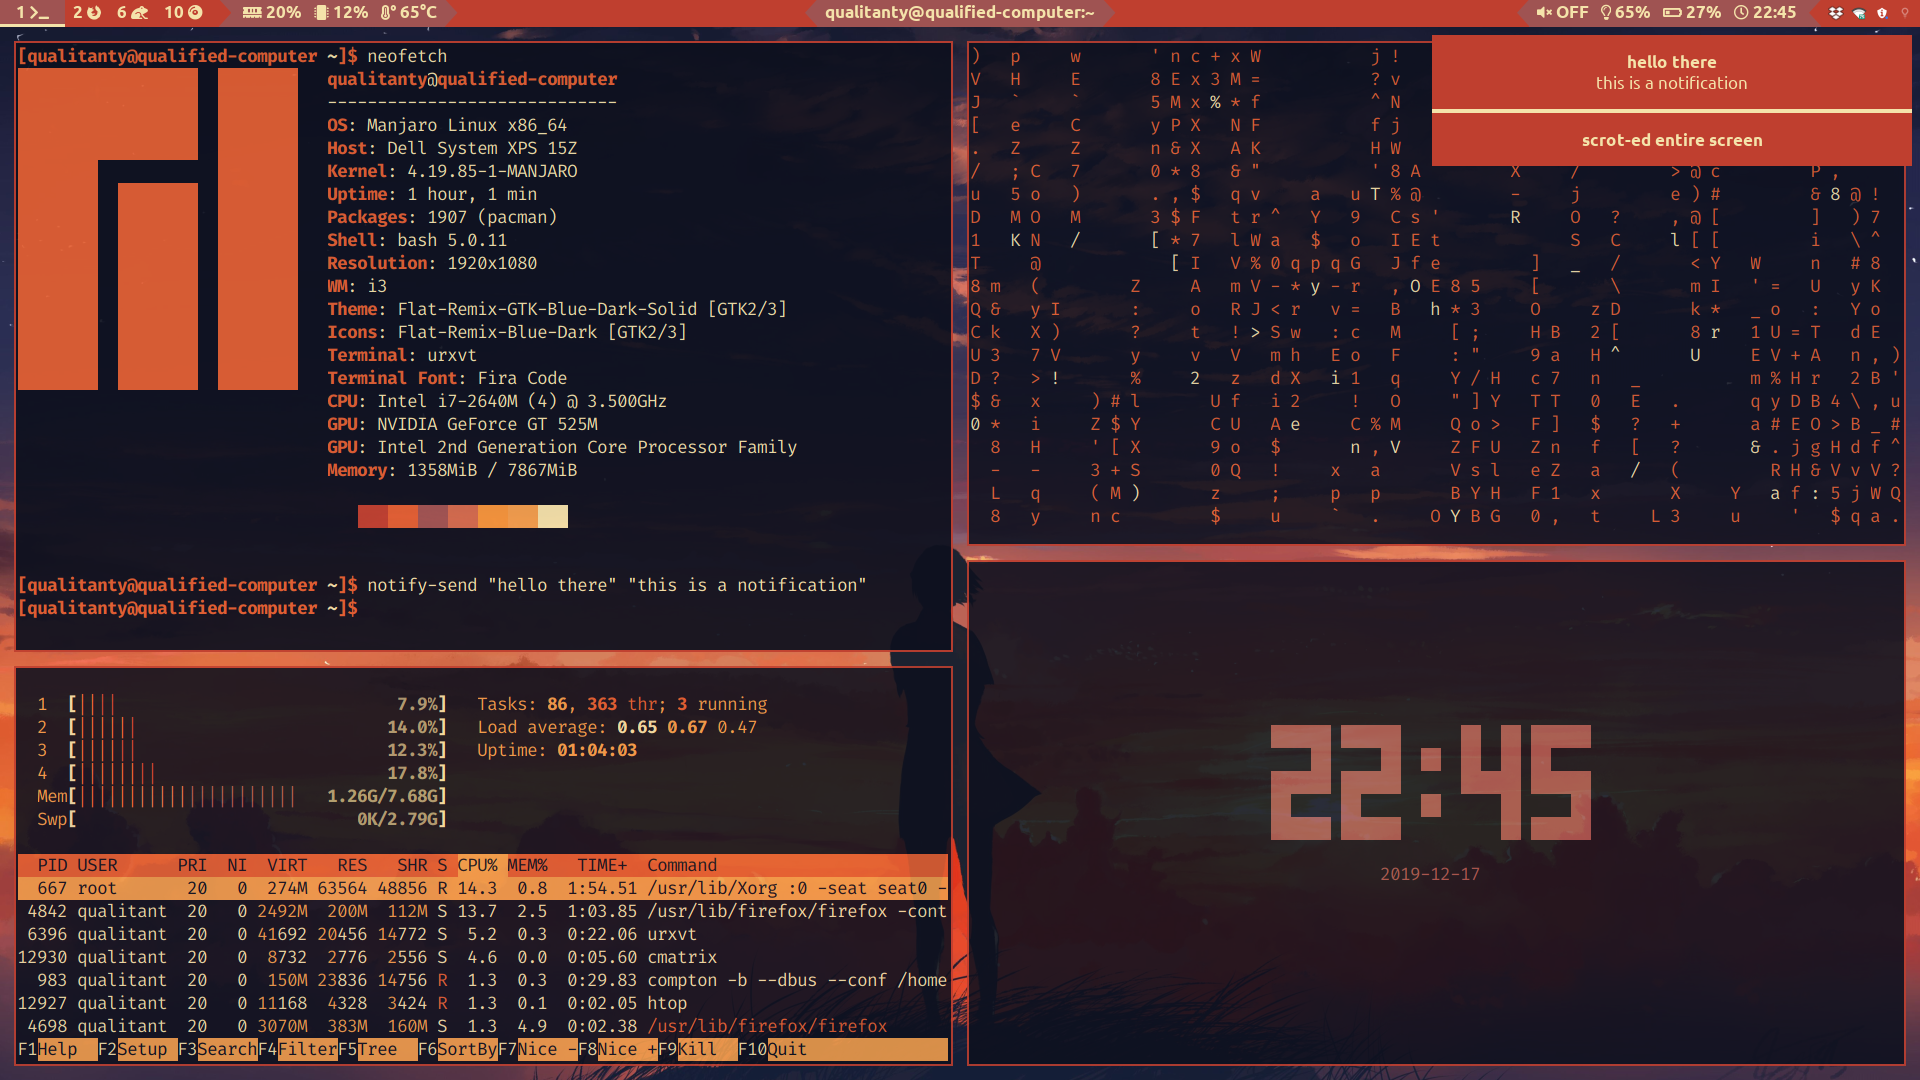 1 >_ 2 6 10 20% 12% 65°C
qualitanty@qualified-computer:~
OFF 65% 27% 22:45
[qualitanty@qualified-computer ~]$ neofetch
qualitanty@qualified-computer
-----------------------------
OS: Manjaro Linux x86_64
Host: Dell System XPS 15Z
Kernel: 4.19.85-1-MANJARO
Uptime: 1 hour, 1 min
Packages: 1907 (pacman)
Shell: bash 5.0.11
Resolution: 1920x1080
WM: i3
Theme: Flat-Remix-GTK-Blue-Dark-Solid [GTK2/3]
Icons: Flat-Remix-Blue-Dark [GTK2/3]
Terminal: urxvt
Terminal Font: Fira Code
CPU: Intel i7-2640M (4) @ 3.500GHz
GPU: NVIDIA GeForce GT 525M
GPU: Intel 2nd Generation Core Processor Family
Memory: 1358MiB / 7867MiB
[qualitanty@qualified-computer ~]$ notify-send "hello there" "this is a notification"
[qualitanty@qualified-computer ~]$
hello there
this is a notification
scrot-ed entire screen
1 [|||| 7.9%]
2 [|||||| 14.0%]
3 [|||||| 12.3%]
4 [|||||||| 17.8%]
Mem[|||||||||||||||||||||| 1.26G/7.68G]
Swp[ 0K/2.79G]
Tasks: 86, 363 thr; 3 running
Load average: 0.65 0.67 0.47
Uptime: 01:04:03
PID USER PRI NI VIRT RES SHR S CPU% MEM% TIME+ Command
667 root 20 0 274M 63564 48856 R 14.3 0.8 1:54.51 /usr/lib/Xorg :0 -seat seat0 -
4842 qualitant 20 0 2492M 200M 112M S 13.7 2.5 1:03.85 /usr/lib/firefox/firefox -cont
6396 qualitant 20 0 41692 20456 14772 S 5.2 0.3 0:22.06 urxvt
12930 qualitant 20 0 8732 2776 2556 S 4.6 0.0 0:05.60 cmatrix
983 qualitant 20 0 150M 23836 14756 R 1.3 0.3 0:29.83 compton -b --dbus --conf /home
12927 qualitant 20 0 11168 4328 3424 R 1.3 0.1 0:02.05 htop
4698 qualitant 20 0 3070M 383M 160M S 1.3 4.9 0:02.38 /usr/lib/firefox/firefox
F1Help F2Setup F3SearchF4FilterF5Tree F6SortByF7Nice -F8Nice +F9Kill F10Quit
22:45
2019-12-17